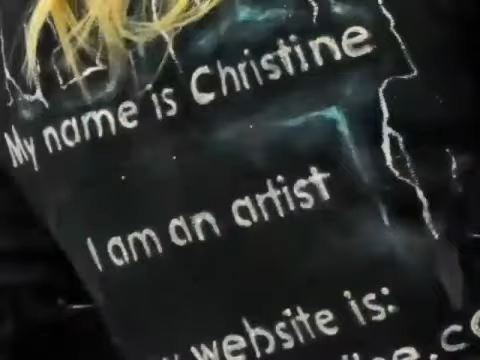 My name is Christine
I am an artist
website is: